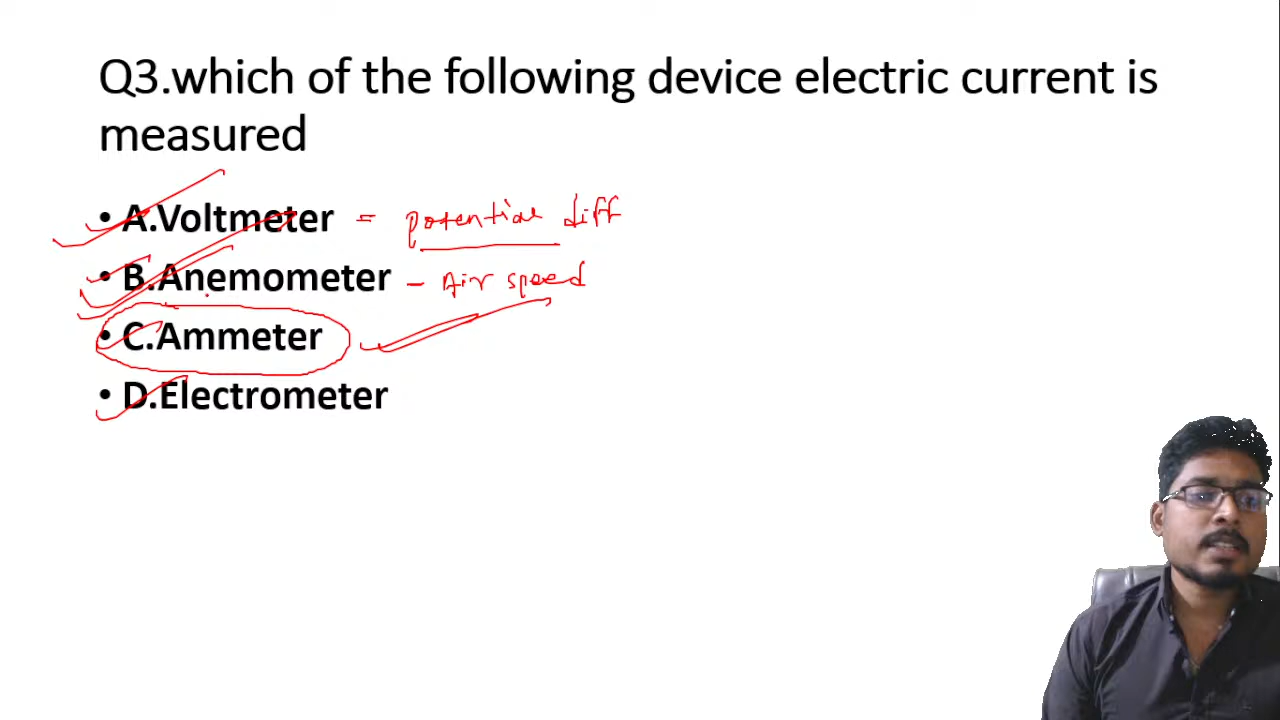 Q3.which of the following device electric current is
measured
• A.Voltmeter = potential diff
• B.Anemometer - Air speed
• C.Ammeter
• D.Electrometer